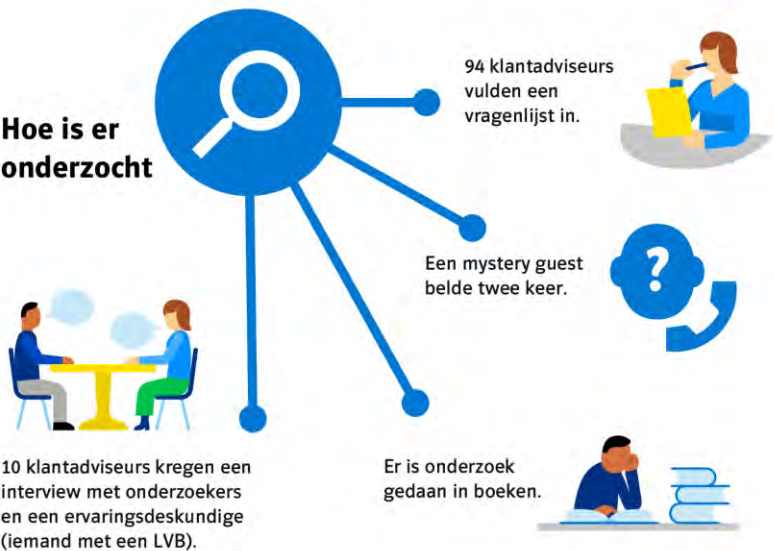 Hoe is er
onderzocht
94 klantadviseurs
vulden een
vragenlijst in.
Een mystery guest
belde twee keer.
?
Er is onderzoek
gedaan in boeken.
10 klantadviseurs kregen een
interview met onderzoekers
en een ervaringsdeskundige
(iemand met een LVB).